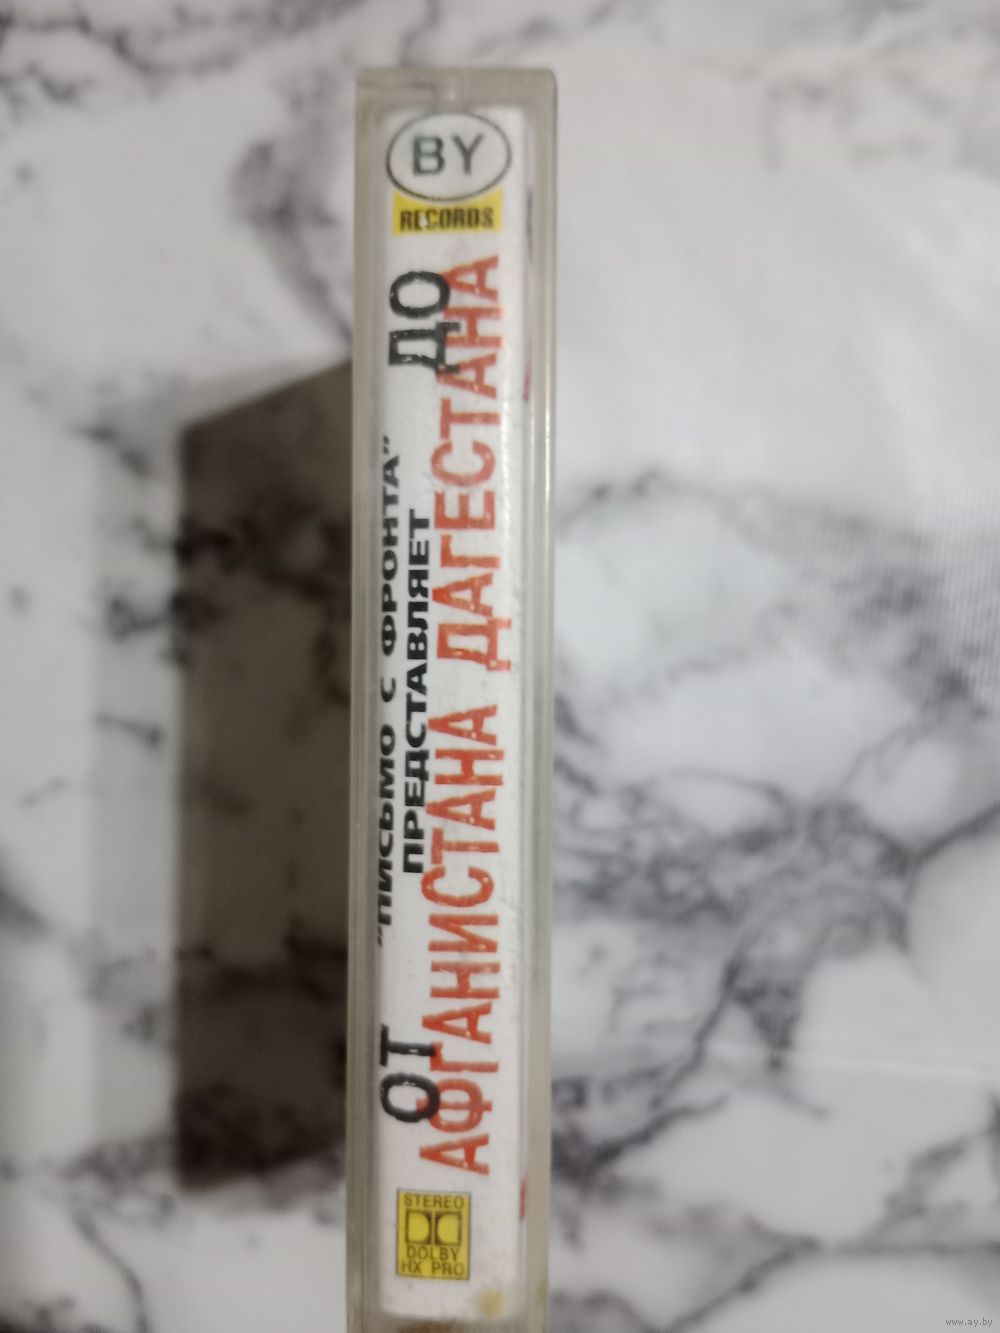 BY
RECORDS
"ПИСЬМО С ФРОНТА"
ПРЕДСТАВЛЯЕТ
ОТ ДО
АФГАНИСТАНА ДАГЕСТАНА
STEREO
DOLBY
HX PRO
www.ay.by